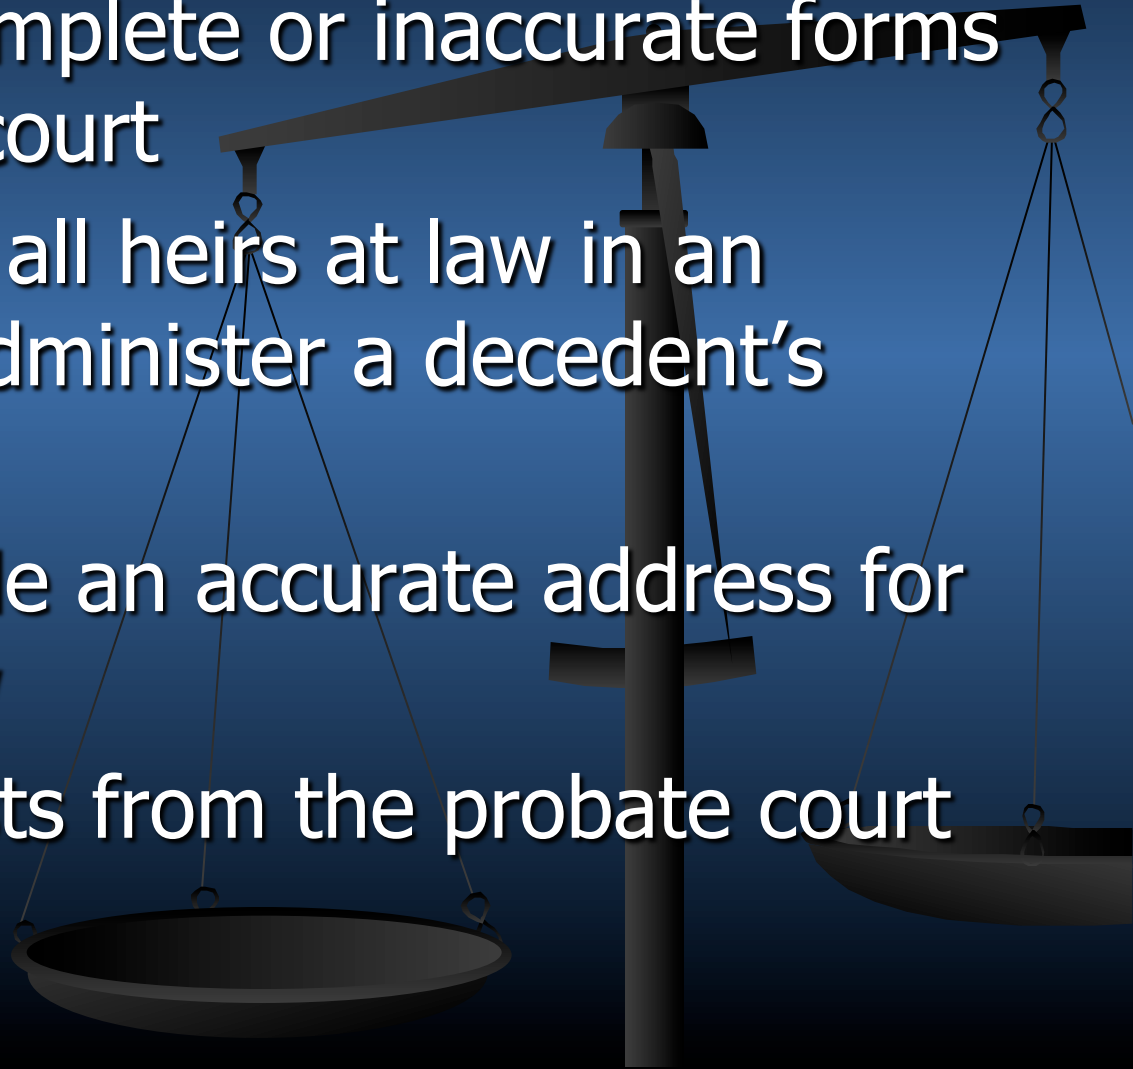 mplete or inaccurate forms
court
all heirs at law in an
dminister a decedent’s
le an accurate address for
ts from the probate court